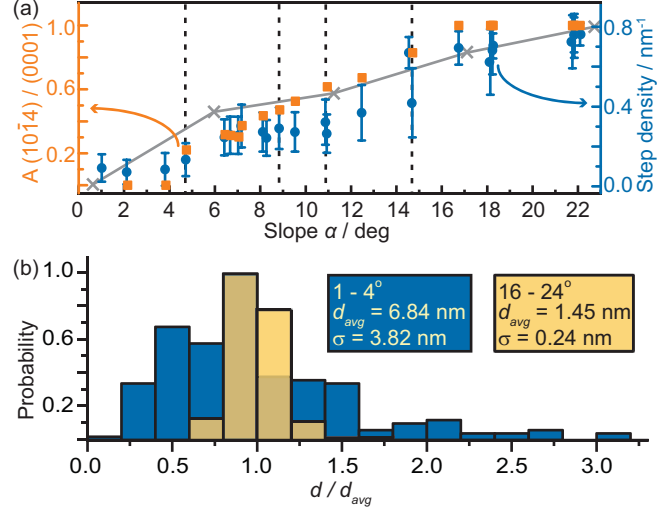 (a)
A (101̄4) / (0001)
1.0
0.6
0.2
0.8
0.4
0.0
Step density / nm⁻¹
0 2 4 6 8 10 12 14 16 18 20 22
Slope α / deg
(b)
Probability
1.0
0.6
0.2
1 - 4°
d_avg = 6.84 nm
σ = 3.82 nm
16 - 24°
d_avg = 1.45 nm
σ = 0.24 nm
0.0 0.5 1.0 1.5 2.0 2.5 3.0
d / d_avg